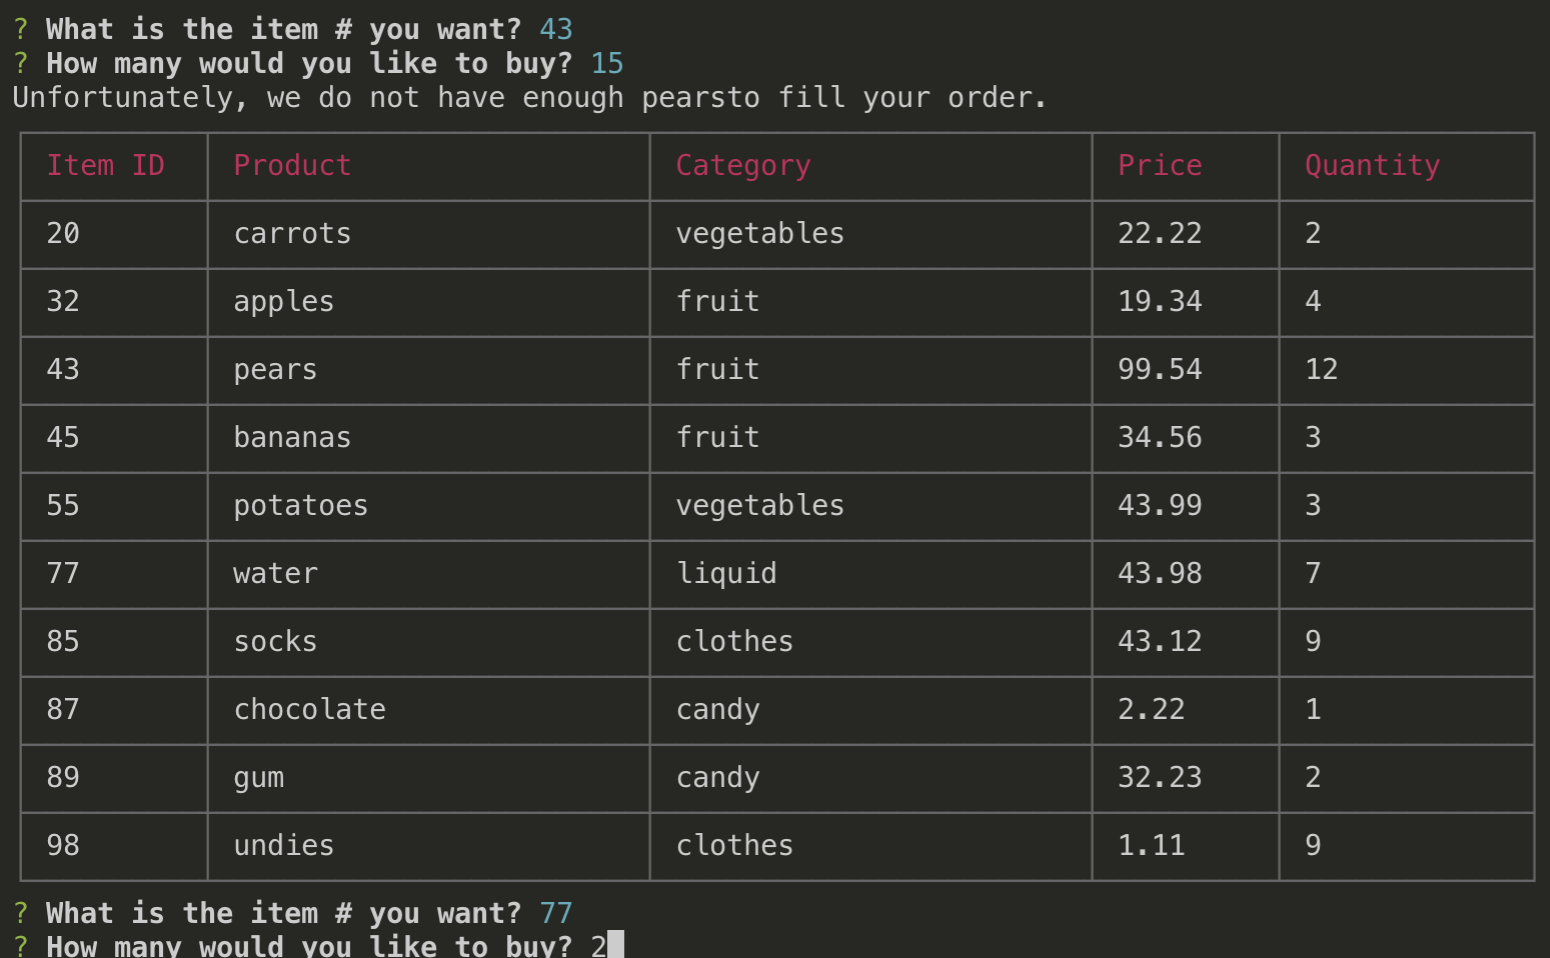 ? What is the item # you want? 43
? How many would you like to buy? 15
Unfortunately, we do not have enough pearsto fill your order.
Item ID Product Category Price Quantity
20 carrots vegetables 22.22 2
32 apples fruit 19.34 4
43 pears fruit 99.54 12
45 bananas fruit 34.56 3
55 potatoes vegetables 43.99 3
77 water liquid 43.98 7
85 socks clothes 43.12 9
87 chocolate candy 2.22 1
89 gum candy 32.23 2
98 undies clothes 1.11 9
? What is the item # you want? 77
? How many would you like to buy? 2